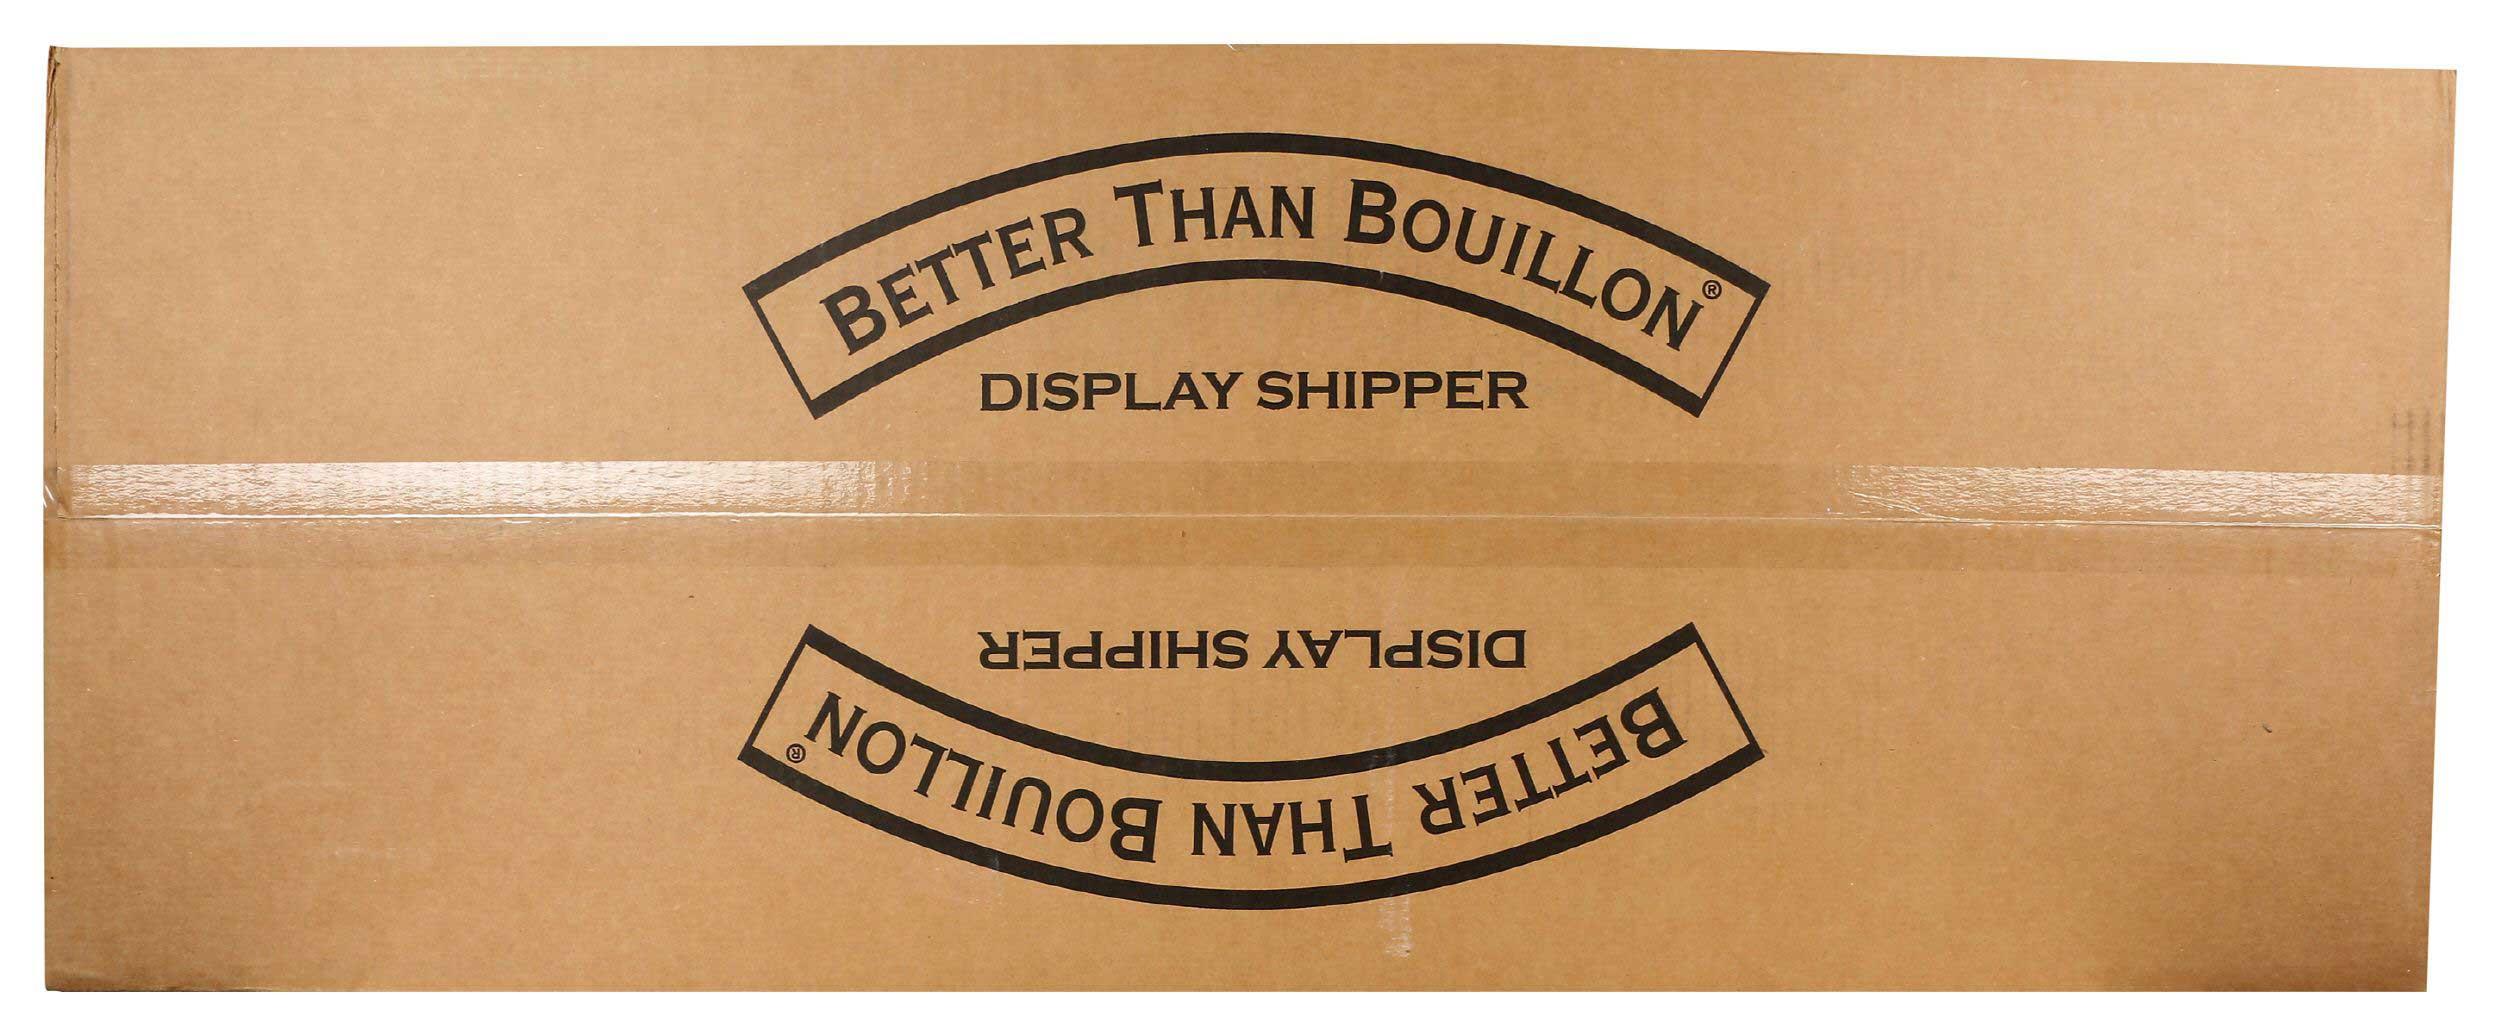 BETTER THAN BOUILLON®
DISPLAY SHIPPER
DISPLAY SHIPPER
BETTER THAN BOUILLON®